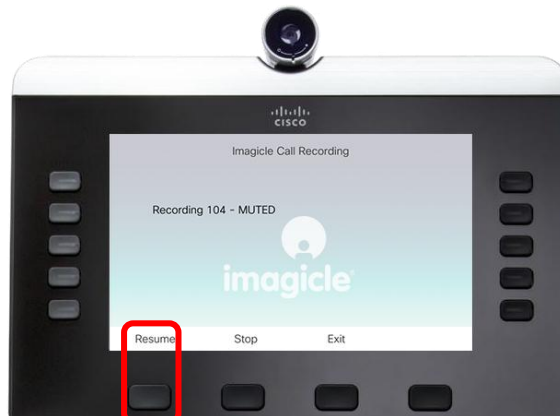 CISCO
Imagicle Call Recording
Recording 104 - MUTED
imagicle
Resume Stop Exit